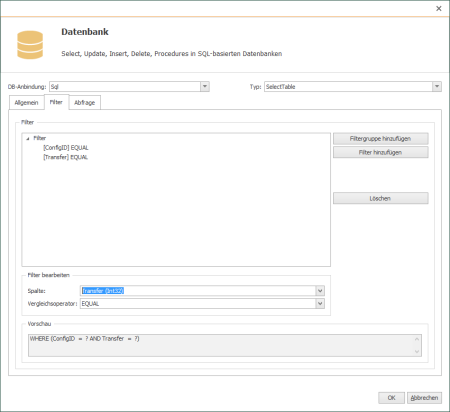 Datenbank
Select, Update, Insert, Delete, Procedures in SQL-basierten Datenbanken
DB-Anbindung: Sql
Typ: SelectTable
Allgemein Filter Abfrage
Filter
Filter
[ConfigID] EQUAL
[Transfer] EQUAL
Filtergruppe hinzufügen
Filter hinzufügen
Löschen
Filter bearbeiten
Spalte: Transfer (Int32)
Vergleichsoperator: EQUAL
Vorschau
WHERE (ConfigID = ? AND Transfer = ?)
OK Abbrechen